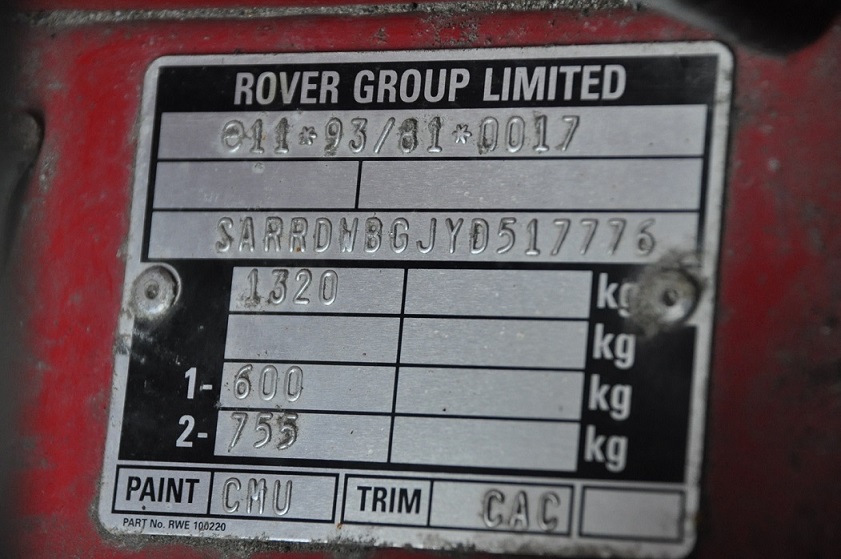 ROVER GROUP LIMITED
e11*93/81*0017
SARRDWBGJYD517776
1320 kg
kg
1- 600 kg
2- 755 kg
PAINT CMU TRIM CAC
PART No. RWE 100220